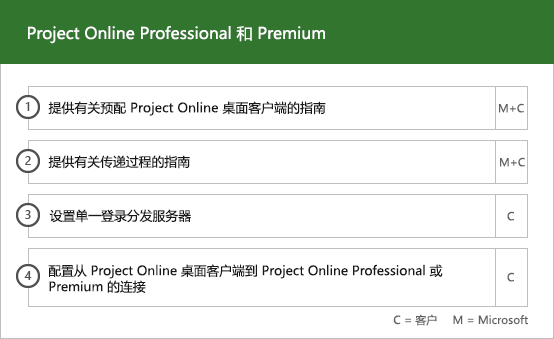 Project Online Professional 和 Premium
1 提供有关预配 Project Online 桌面客户端的指南 M+C
2 提供有关传递过程的指南 M+C
3 设置单一登录分发服务器 C
4 配置从 Project Online 桌面客户端到 Project Online Professional 或
Premium 的连接 C
C = 客户 M = Microsoft